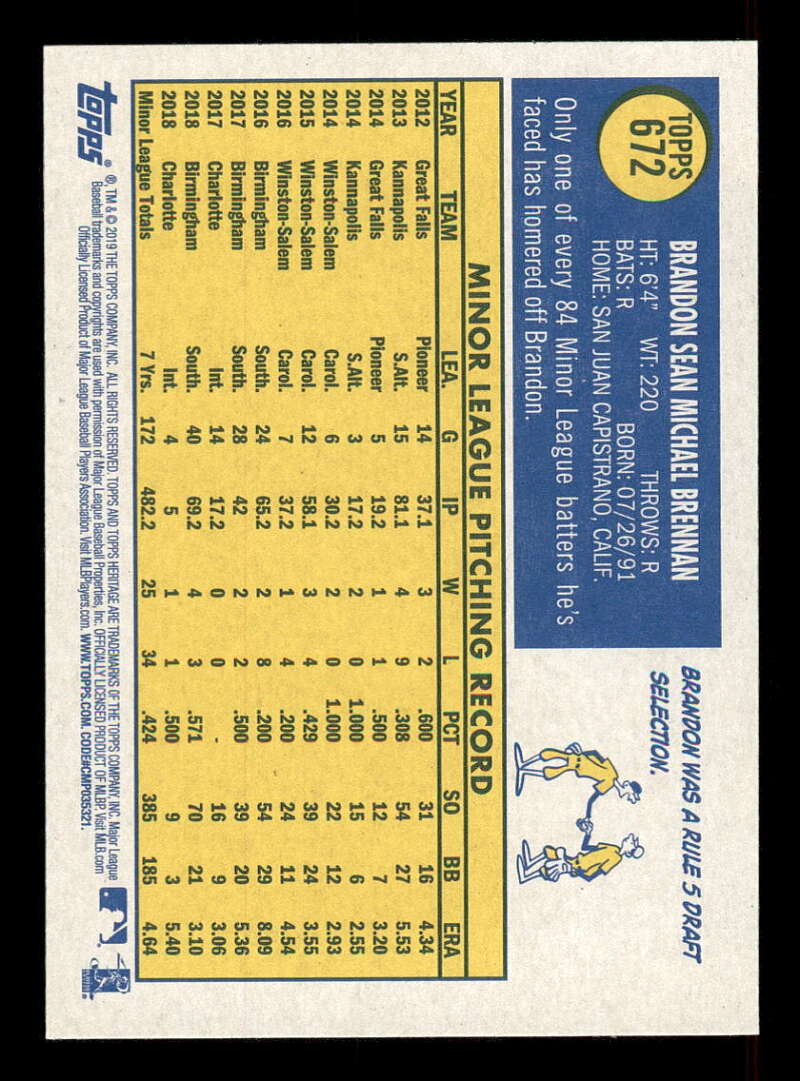 TOPPS
672
BRANDON SEAN MICHAEL BRENNAN
HT: 6'4" WT: 220 THROWS: R
BATS: R BORN: 07/26/91
HOME: SAN JUAN CAPISTRANO, CALIF.
Only one of every 84 Minor League batters he's
faced has homered off Brandon.
BRANDON WAS A RULE 5 DRAFT
SELECTION.
MINOR LEAGUE PITCHING RECORD
YEAR TEAM LEA. G IP W L PCT SO BB ERA
2012 Great Falls Pioneer 14 37.1 3 2 .600 31 16 4.34
2013 Kannapolis S.Alt. 15 81.1 4 9 .308 54 27 5.53
2014 Great Falls Pioneer 5 19.2 1 1 .500 12 7 3.20
2014 Kannapolis S.Alt. 3 17.2 2 0 1.000 15 6 2.55
2014 Winston-Salem Carol. 6 30.2 2 0 1.000 22 12 2.93
2015 Winston-Salem Carol. 12 58.1 3 4 .429 39 24 3.55
2016 Winston-Salem Carol. 7 37.2 1 4 .200 24 11 4.54
2016 Birmingham South. 24 65.2 2 8 .200 54 29 8.09
2017 Birmingham South. 28 42 2 2 .500 39 20 5.36
2017 Charlotte Int. 14 17.2 0 0 - 16 9 3.06
2018 Birmingham South. 40 69.2 4 3 .571 70 21 3.10
2018 Charlotte Int. 4 5 1 1 .500 9 3 5.40
Minor League Totals 7 Yrs. 172 482.2 25 34 .424 385 185 4.64
topps
®, TM & © 2019 THE TOPPS COMPANY, INC. ALL RIGHTS RESERVED. TOPPS AND TOPPS HERITAGE ARE TRADEMARKS OF THE TOPPS COMPANY, INC. Major League
Baseball trademarks and copyrights are used with permission of Major League Baseball Properties, Inc. OFFICIALLY LICENSED PRODUCT OF MLBP. Visit MLB.com
Officially Licensed Product of Major League Baseball Players Association. Visit MLBPlayers.com. WWW.TOPPS.COM. CODE#CMP035321.